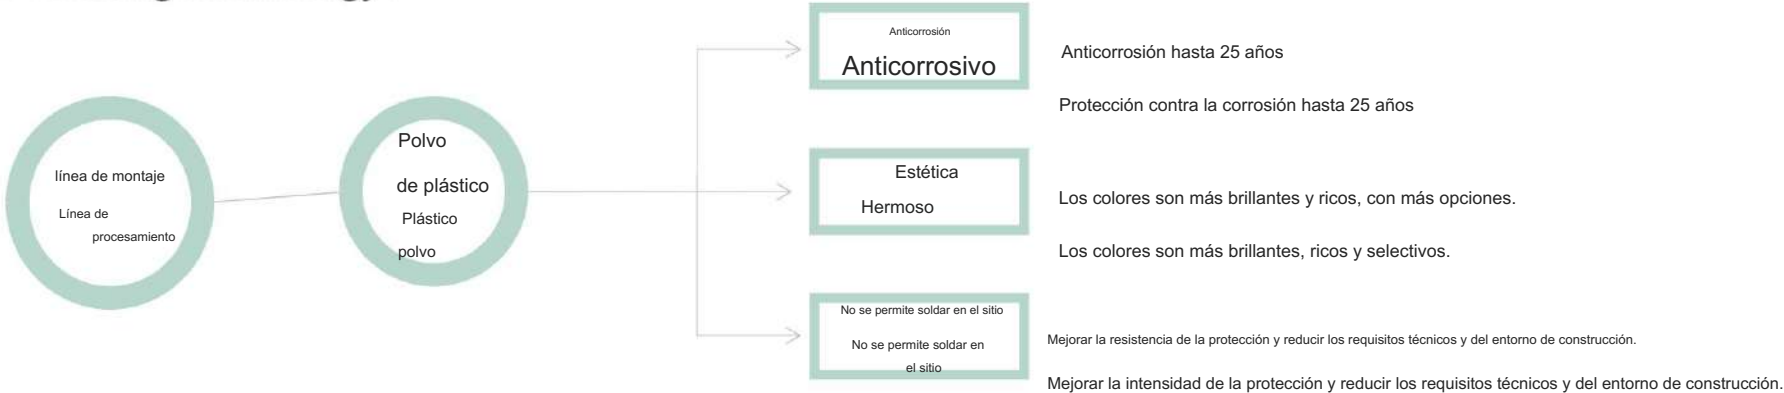 línea de montaje
Línea de
procesamiento
Polvo
de plástico
Plástico
polvo
Anticorrosión
Anticorrosivo
Anticorrosión hasta 25 años
Protección contra la corrosión hasta 25 años
Estética
Hermoso
Los colores son más brillantes y ricos, con más opciones.
Los colores son más brillantes, ricos y selectivos.
No se permite soldar en el sitio
No se permite soldar en
el sitio
Mejorar la resistencia de la protección y reducir los requisitos técnicos y del entorno de construcción.
Mejorar la intensidad de la protección y reducir los requisitos técnicos y del entorno de construcción.